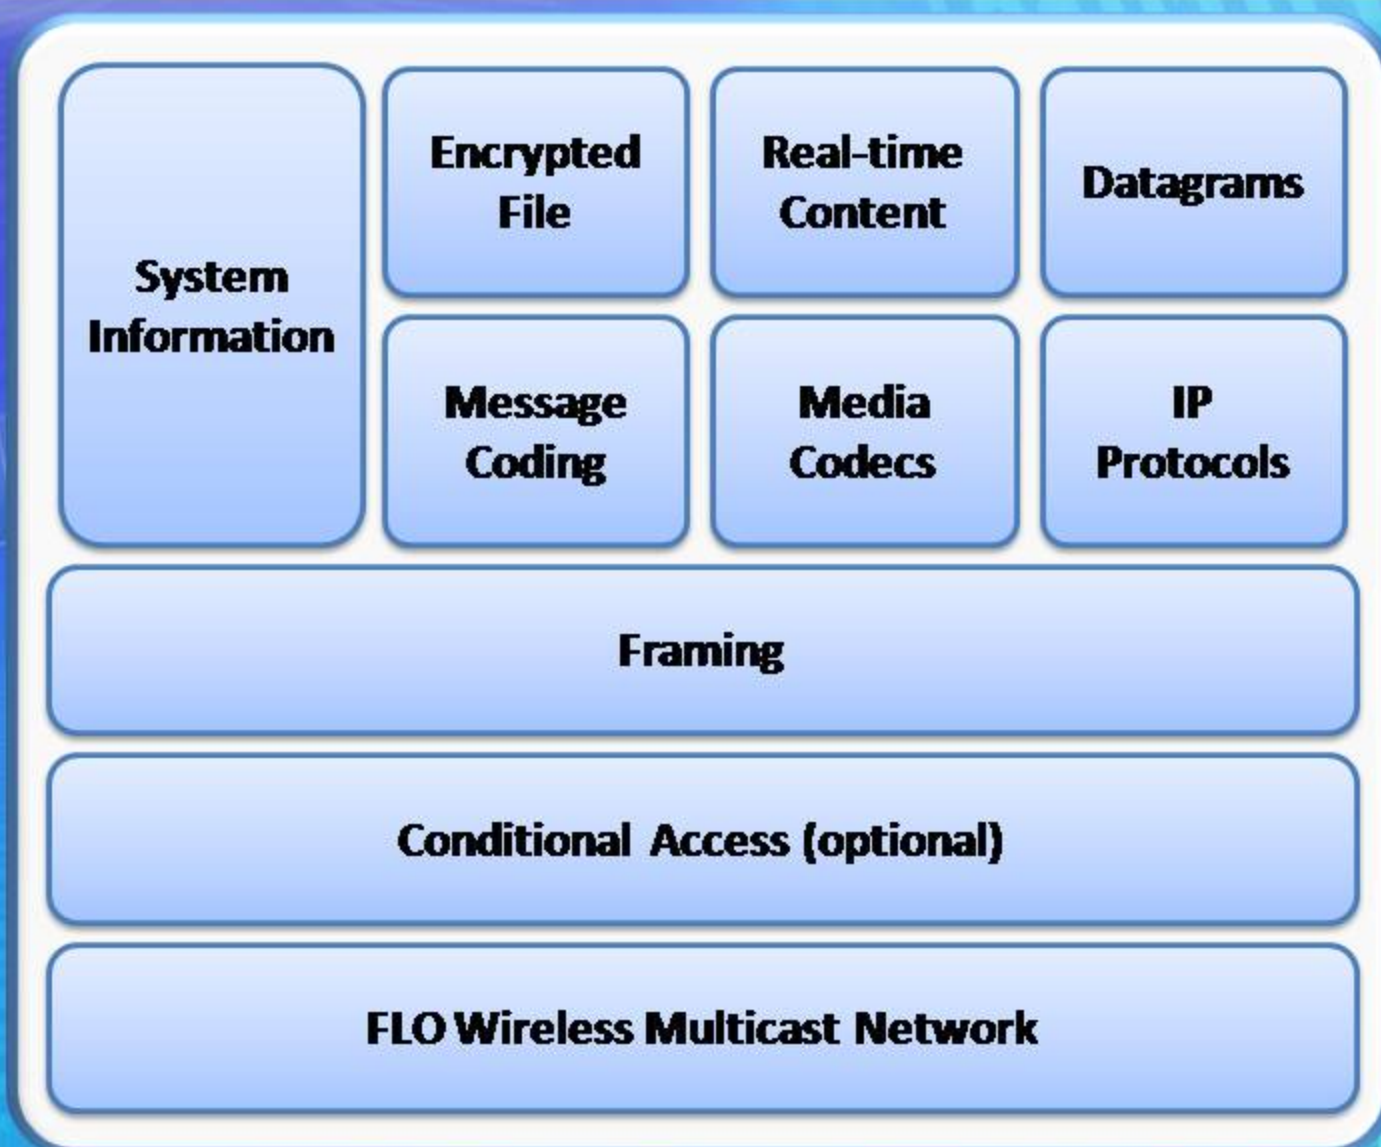 System
Information
Encrypted
File
Real-time
Content
Datagrams
Message
Coding
Media
Codecs
IP
Protocols
Framing
Conditional Access (optional)
FLO Wireless Multicast Network